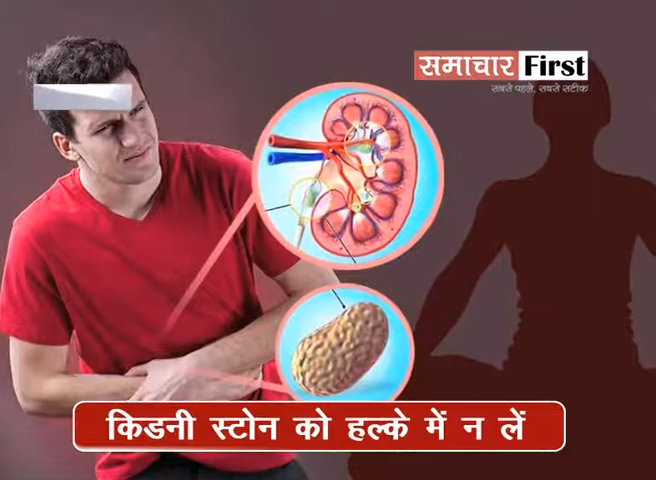 समाचार First
सबसे पहले, सबसे सटीक
किडनी स्टोन को हल्के में न लें